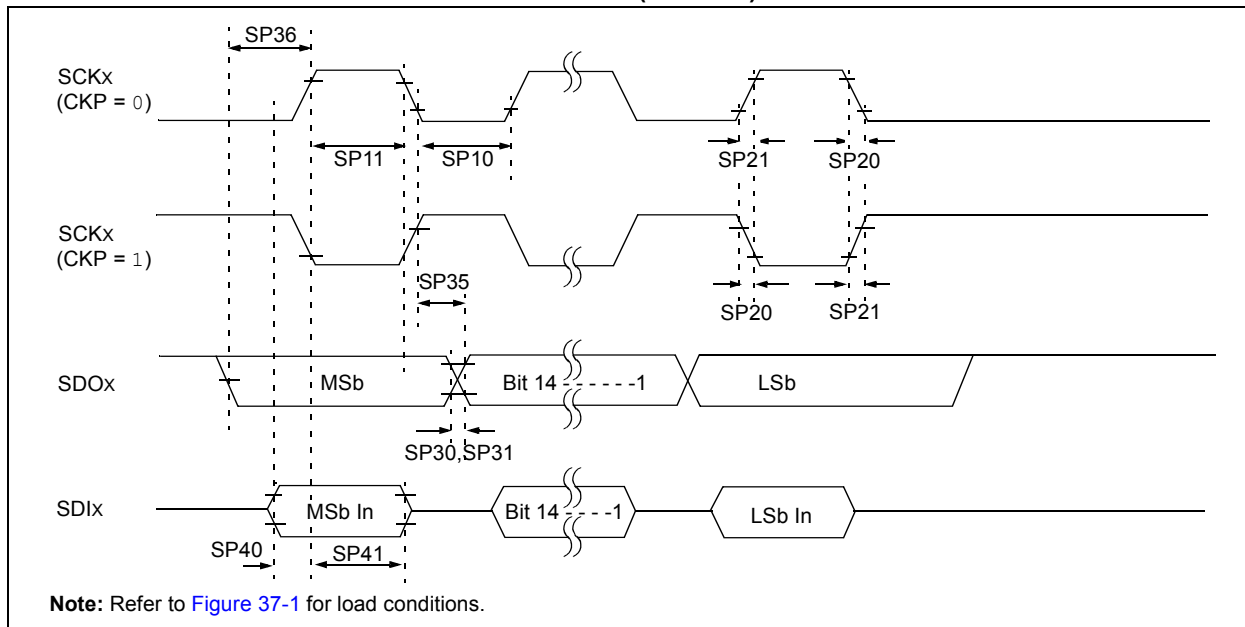 SP36
SCKx
(CKP = 0)
SP11
SP10
SP21
SP20
SCKx
(CKP = 1)
SP35
SP20
SP21
SDOx
MSb
Bit 14 - - - - - -1
LSb
SP30,SP31
SDIx
MSb In
Bit 14 - - - - -1
LSb In
SP40
SP41
Note: Refer to Figure 37-1 for load conditions.